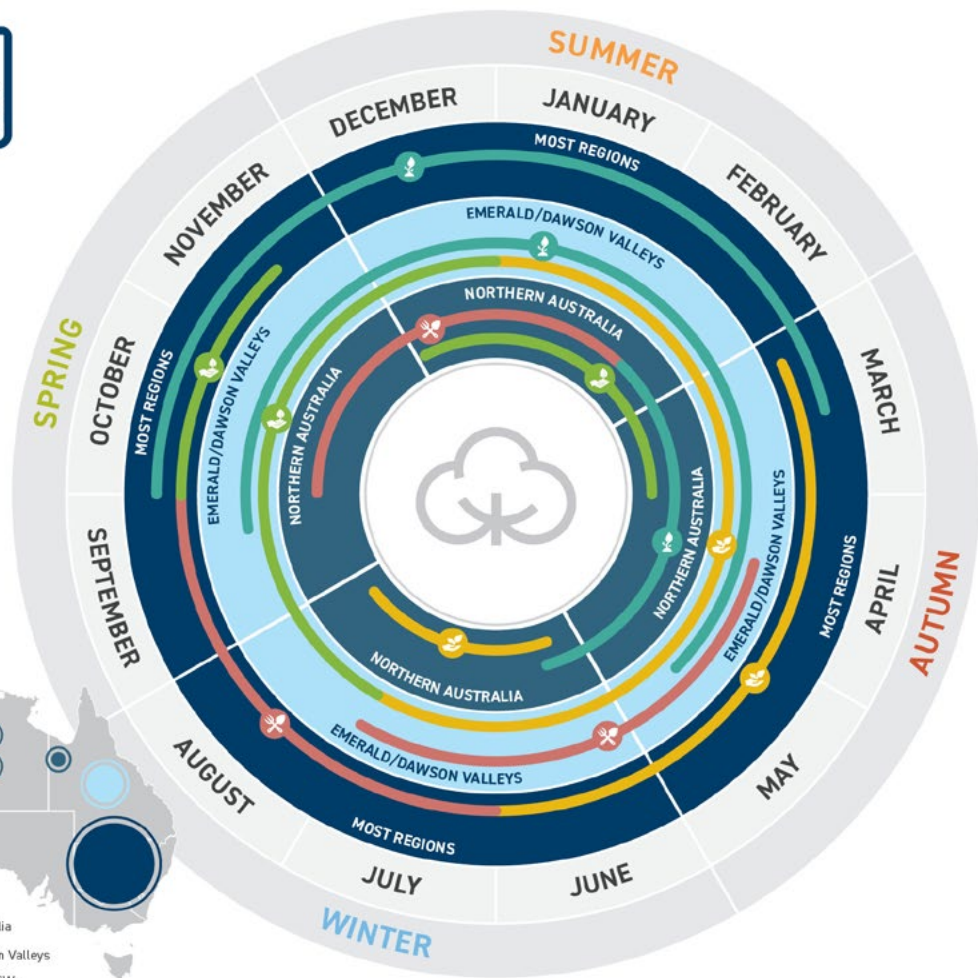 SUMMER
DECEMBER
JANUARY
FEBRUARY
MARCH
APRIL
MAY
JUNE
JULY
AUGUST
SEPTEMBER
OCTOBER
NOVEMBER
SPRING
AUTUMN
WINTER
MOST REGIONS
MOST REGIONS
MOST REGIONS
MOST REGIONS
EMERALD/DAWSON VALLEYS
EMERALD/DAWSON VALLEYS
EMERALD/DAWSON VALLEYS
EMERALD/DAWSON VALLEYS
NORTHERN AUSTRALIA
NORTHERN AUSTRALIA
NORTHERN AUSTRALIA
NORTHERN AUSTRALIA
Valleys